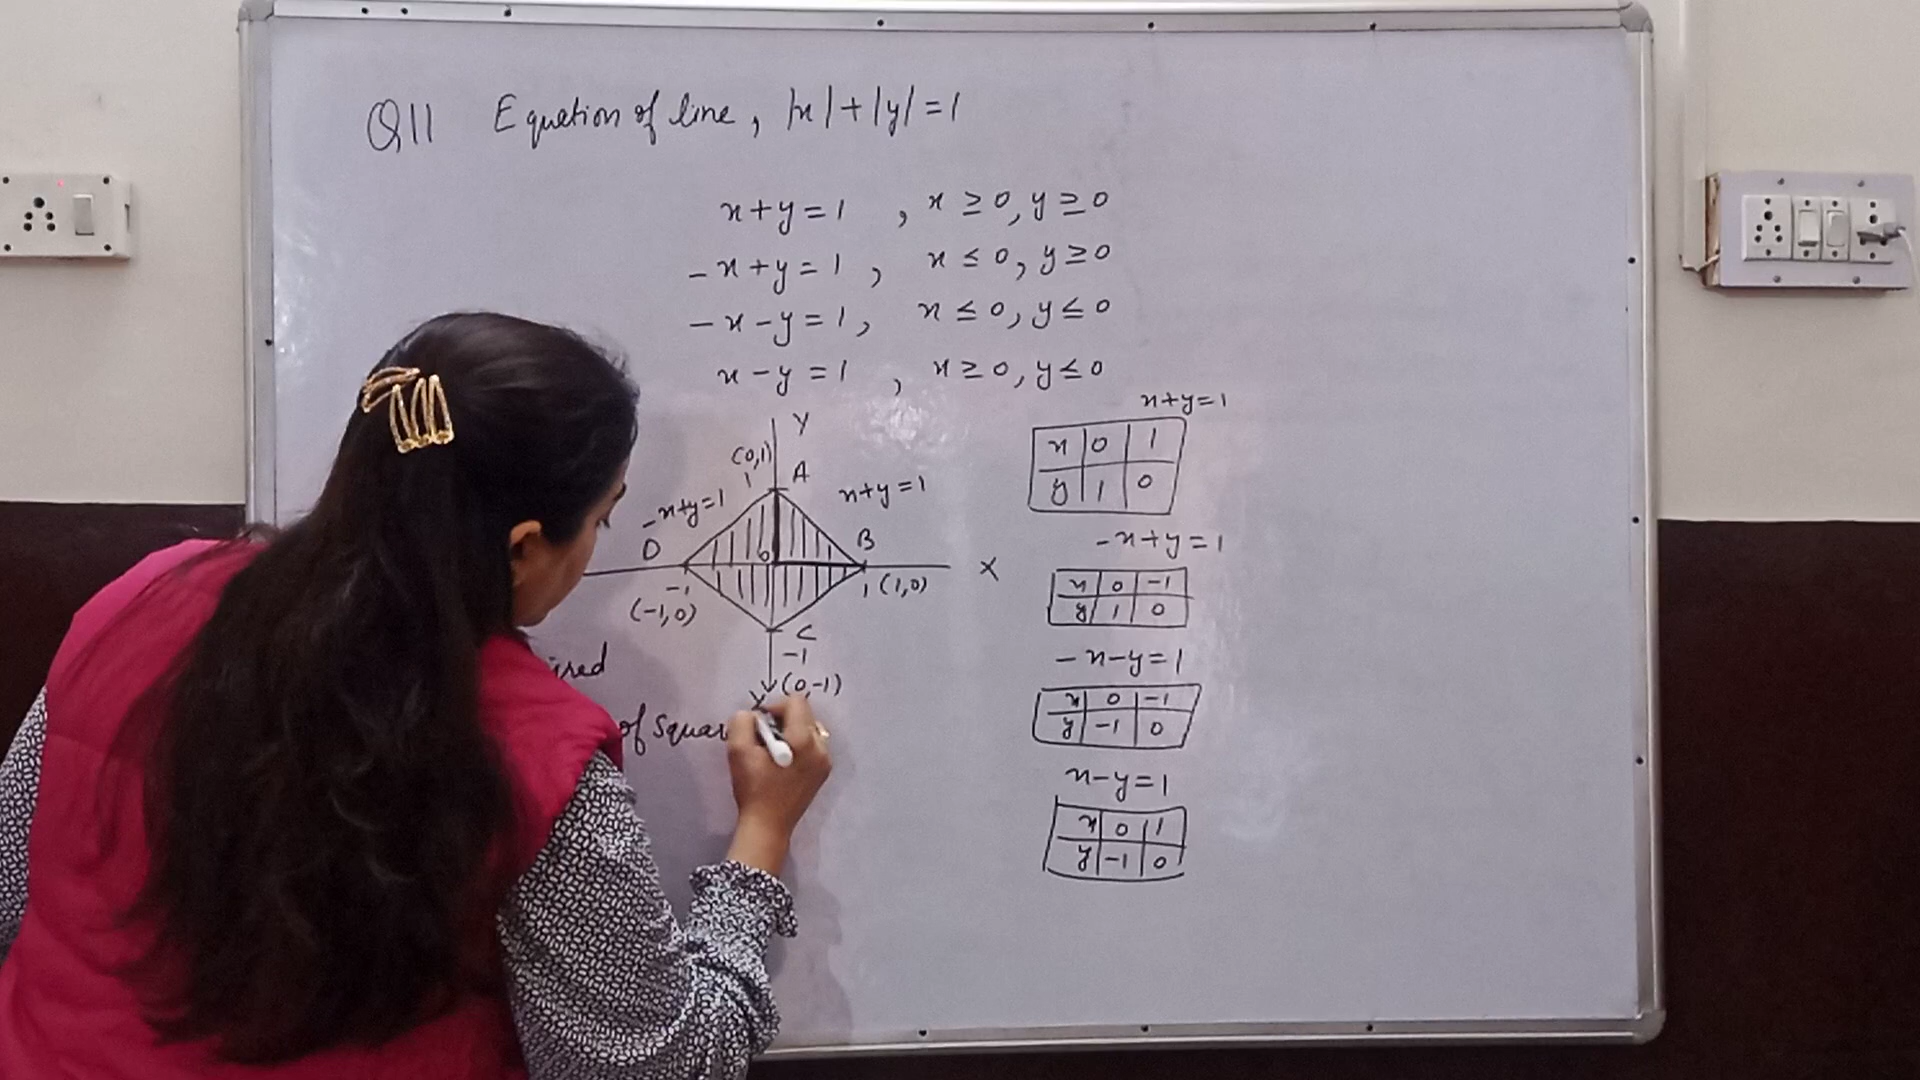 Q11 Equation of line, |x|+|y|=1
x+y=1 , x≥0, y≥0
-x+y=1 , x≤0, y≥0
-x-y=1, x≤0, y≤0
x-y=1 , x≥0, y≤0
Y
(0,1)
1 A
-x+y=1 x+y=1
D 0 B
-1 1 (1,0) X
(-1,0)
C
-1
(0,-1)
of
x+y=1
x 0 1
y 1 0
-x+y=1
x 0 -1
y 1 0
-x-y=1
x 0 -1
y -1 0
x-y=1
x 0 1
y -1 0